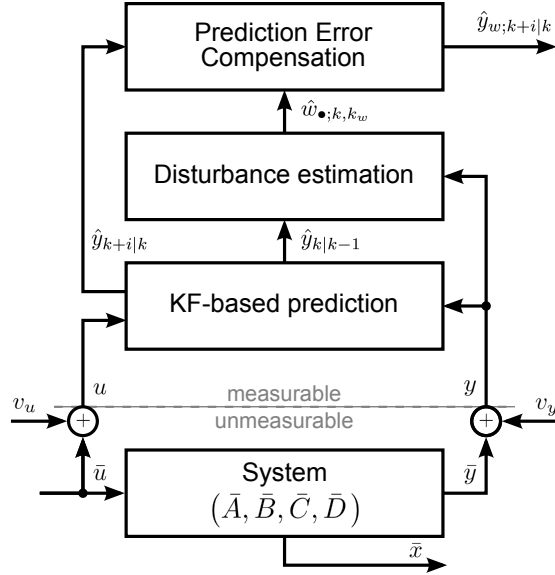 Prediction Error
Compensation
ŷ_{w;k+i|k}
ŵ_{•;k,k_w}
Disturbance estimation
ŷ_{k+i|k}
ŷ_{k|k−1}
KF-based prediction
u
y
measurable
v_u
+
unmeasurable
+
v_y
ū
System
ȳ
(Ā, B̄, C̄, D̄)
x̄